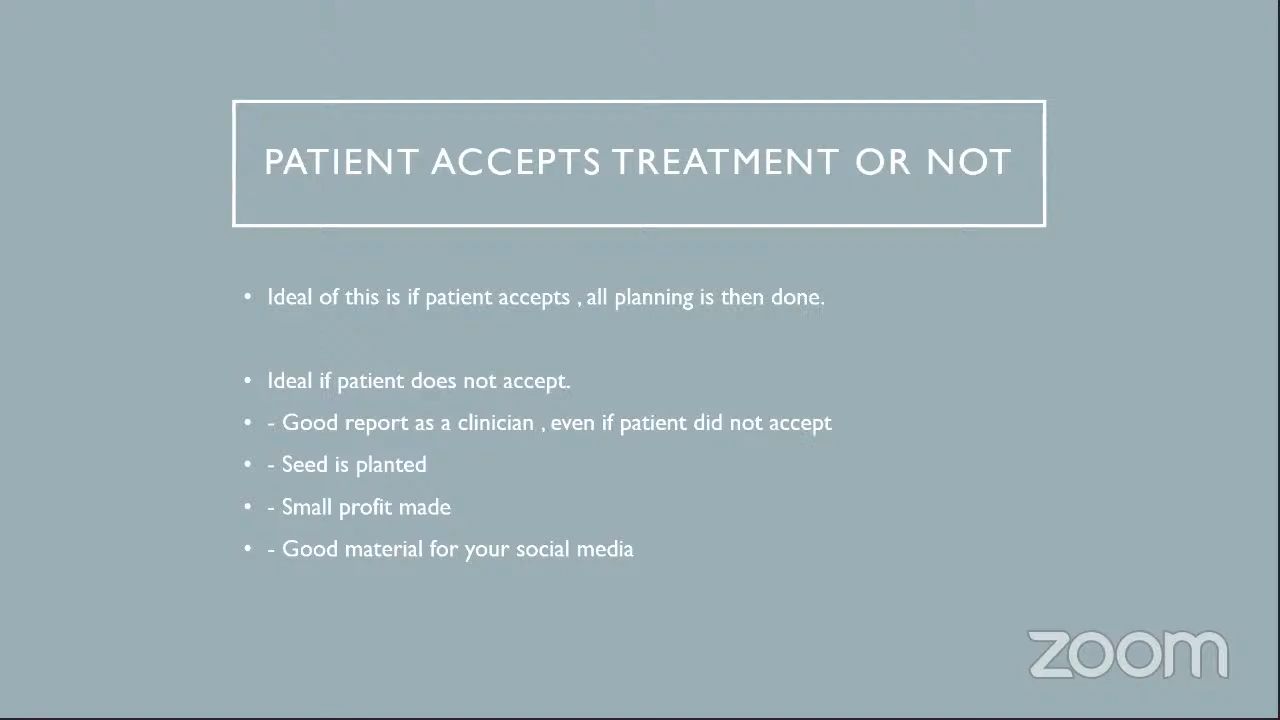 PATIENT ACCEPTS TREATMENT OR NOT
• Ideal of this is if patient accepts , all planning is then done.
• Ideal if patient does not accept.
• - Good report as a clinician , even if patient did not accept
• - Seed is planted
• - Small profit made
• - Good material for your social media
zoom